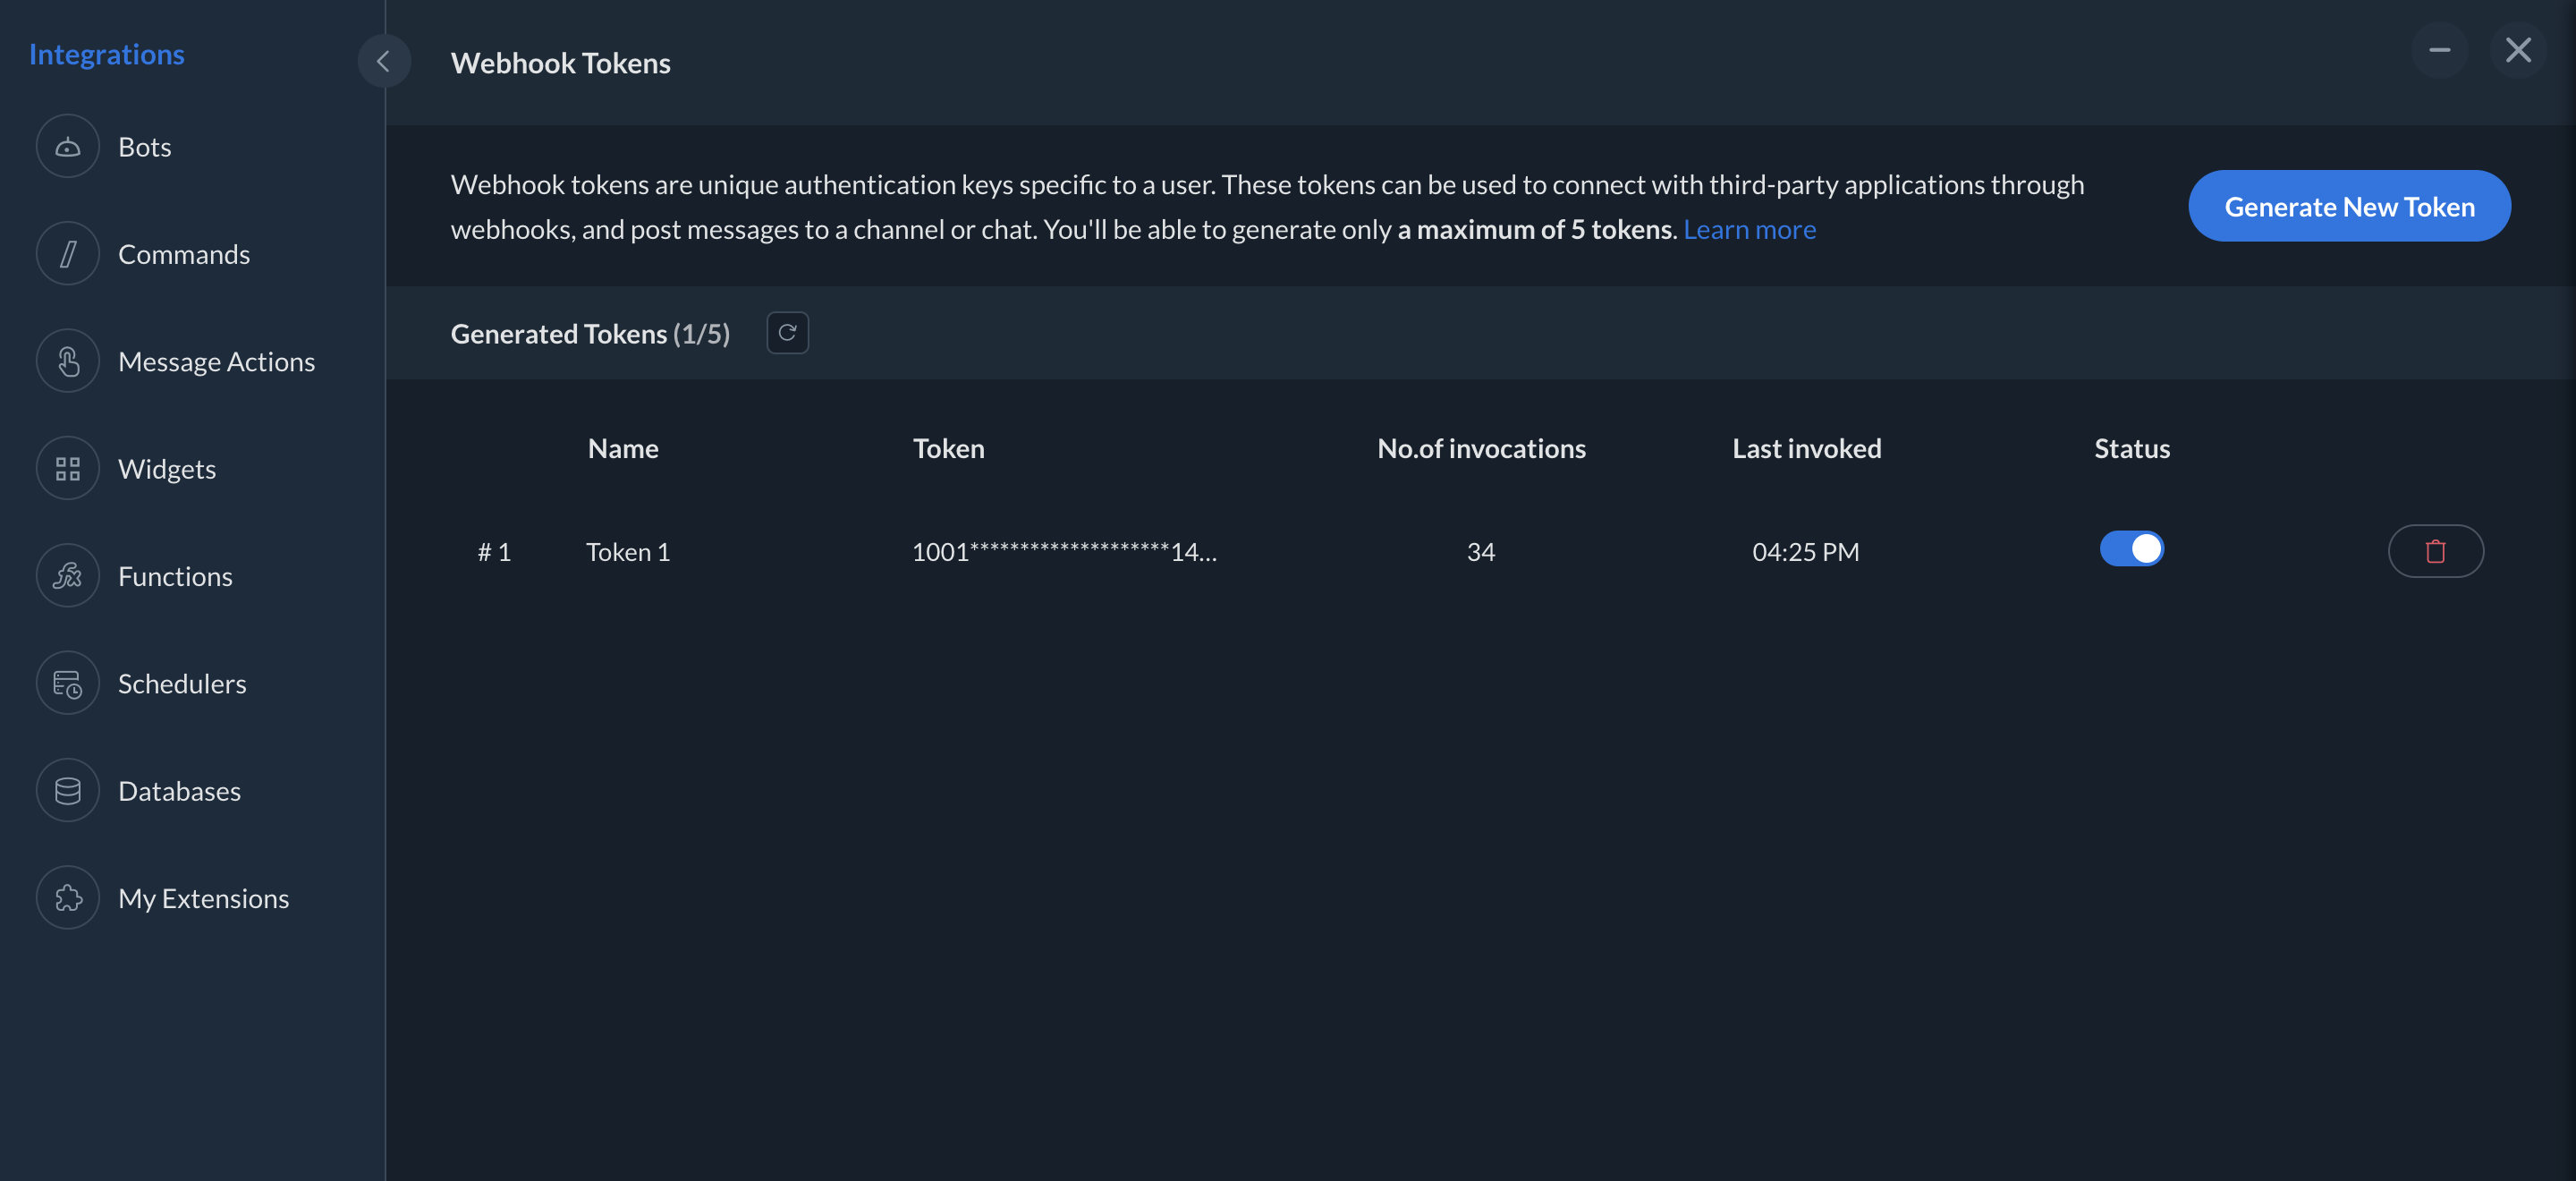 Integrations
Bots
Commands
Message Actions
Widgets
Functions
Schedulers
Databases
My Extensions
Webhook Tokens
Webhook tokens are unique authentication keys specific to a user. These tokens can be used to connect with third-party applications through
webhooks, and post messages to a channel or chat. You'll be able to generate only a maximum of 5 tokens. Learn more
Generate New Token
Generated Tokens (1/5)
Name Token No.of invocations Last invoked Status
# 1 Token 1 1001********************14... 34 04:25 PM